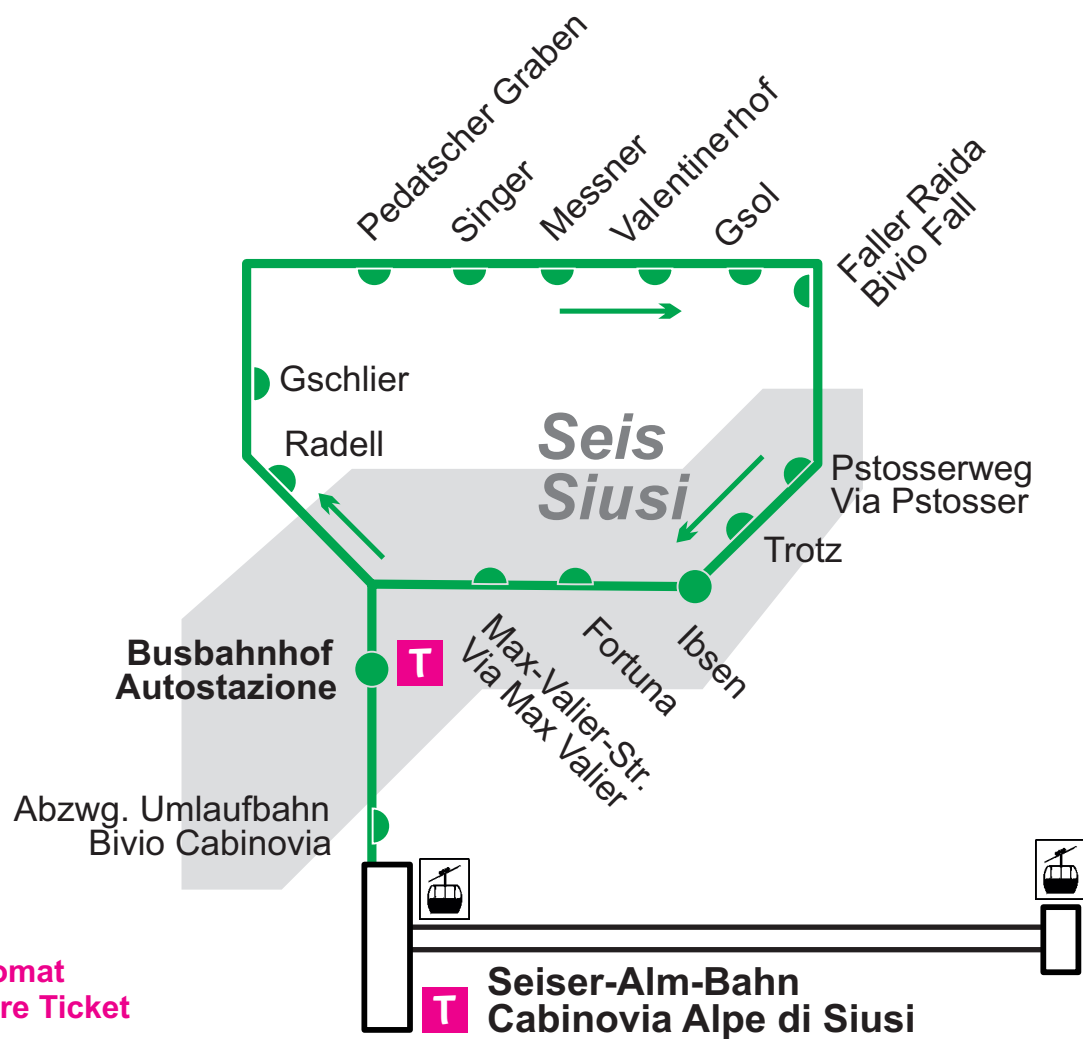 Pedatscher Graben
Singer
Messner
Valentinerhof
Gsol
Faller Raida
Bivio Fall
Gschlier
Radell
Seis
Siusi
Pstosserweg
Via Pstosser
Trotz
Ibsen
Fortuna
Max-Valier-Str.
Via Max Valier
Busbahnhof
Autostazione
T
Abzwg. Umlaufbahn
Bivio Cabinovia
omat
re Ticket
T
Seiser-Alm-Bahn
Cabinovia Alpe di Siusi